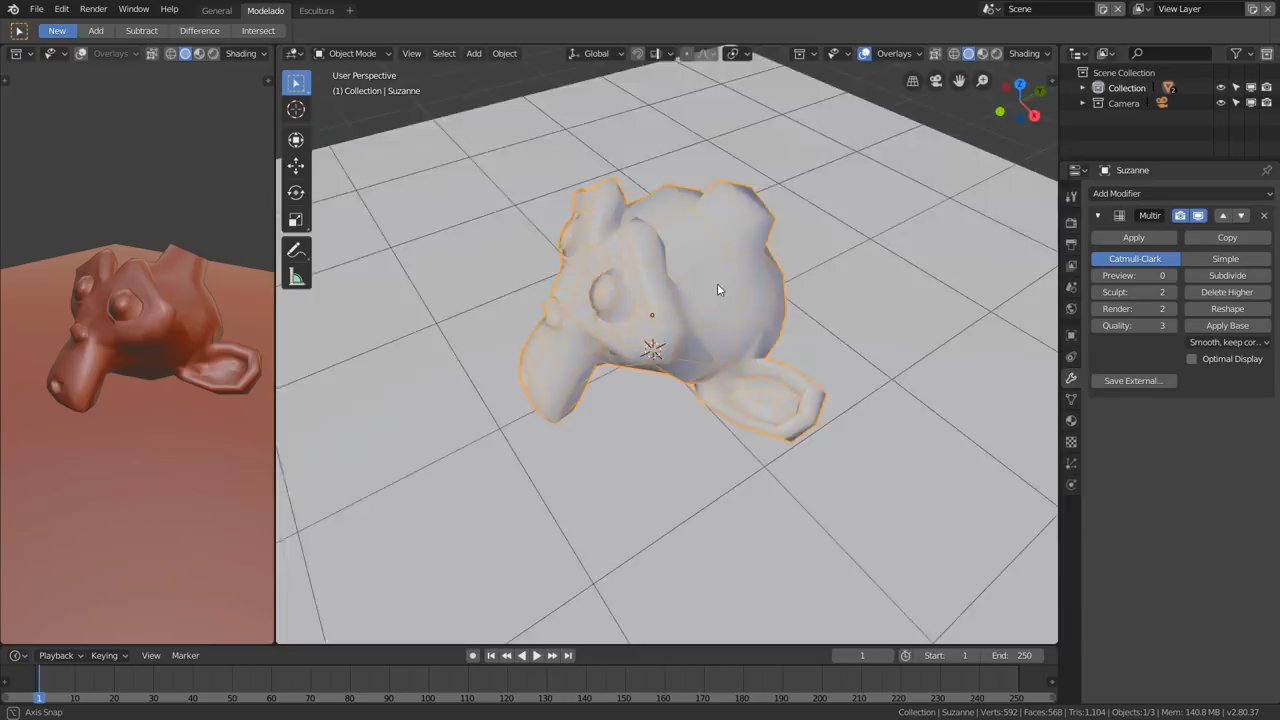 File Edit Render Window Help General Modelado Escultura + Scene View Layer
New Add Subtract Difference Intersect
Overlays Shading Object Mode View Select Add Object Global Overlays Shading
User Perspective
(1) Collection | Suzanne
Z
Y
X
Scene Collection
Collection 2
Camera
Suzanne
Add Modifier
Multir
Apply Copy
Catmull-Clark Simple
Preview: 0 Subdivide
Sculpt: 2 Delete Higher
Render: 2 Reshape
Quality: 3 Apply Base
Smooth, keep cor..
Optimal Display
Save External...
Playback Keying View Marker 1 Start: 1 End: 250
1 10 20 30 40 50 60 70 80 90 100 110 120 130 140 150 160 170 180 190 200 210 220 230 240 250
Axis Snap Collection | Suzanne | Verts:592 | Faces:568 | Tris:1,104 | Objects:1/3 | Mem: 140.8 MB | v2.80.37